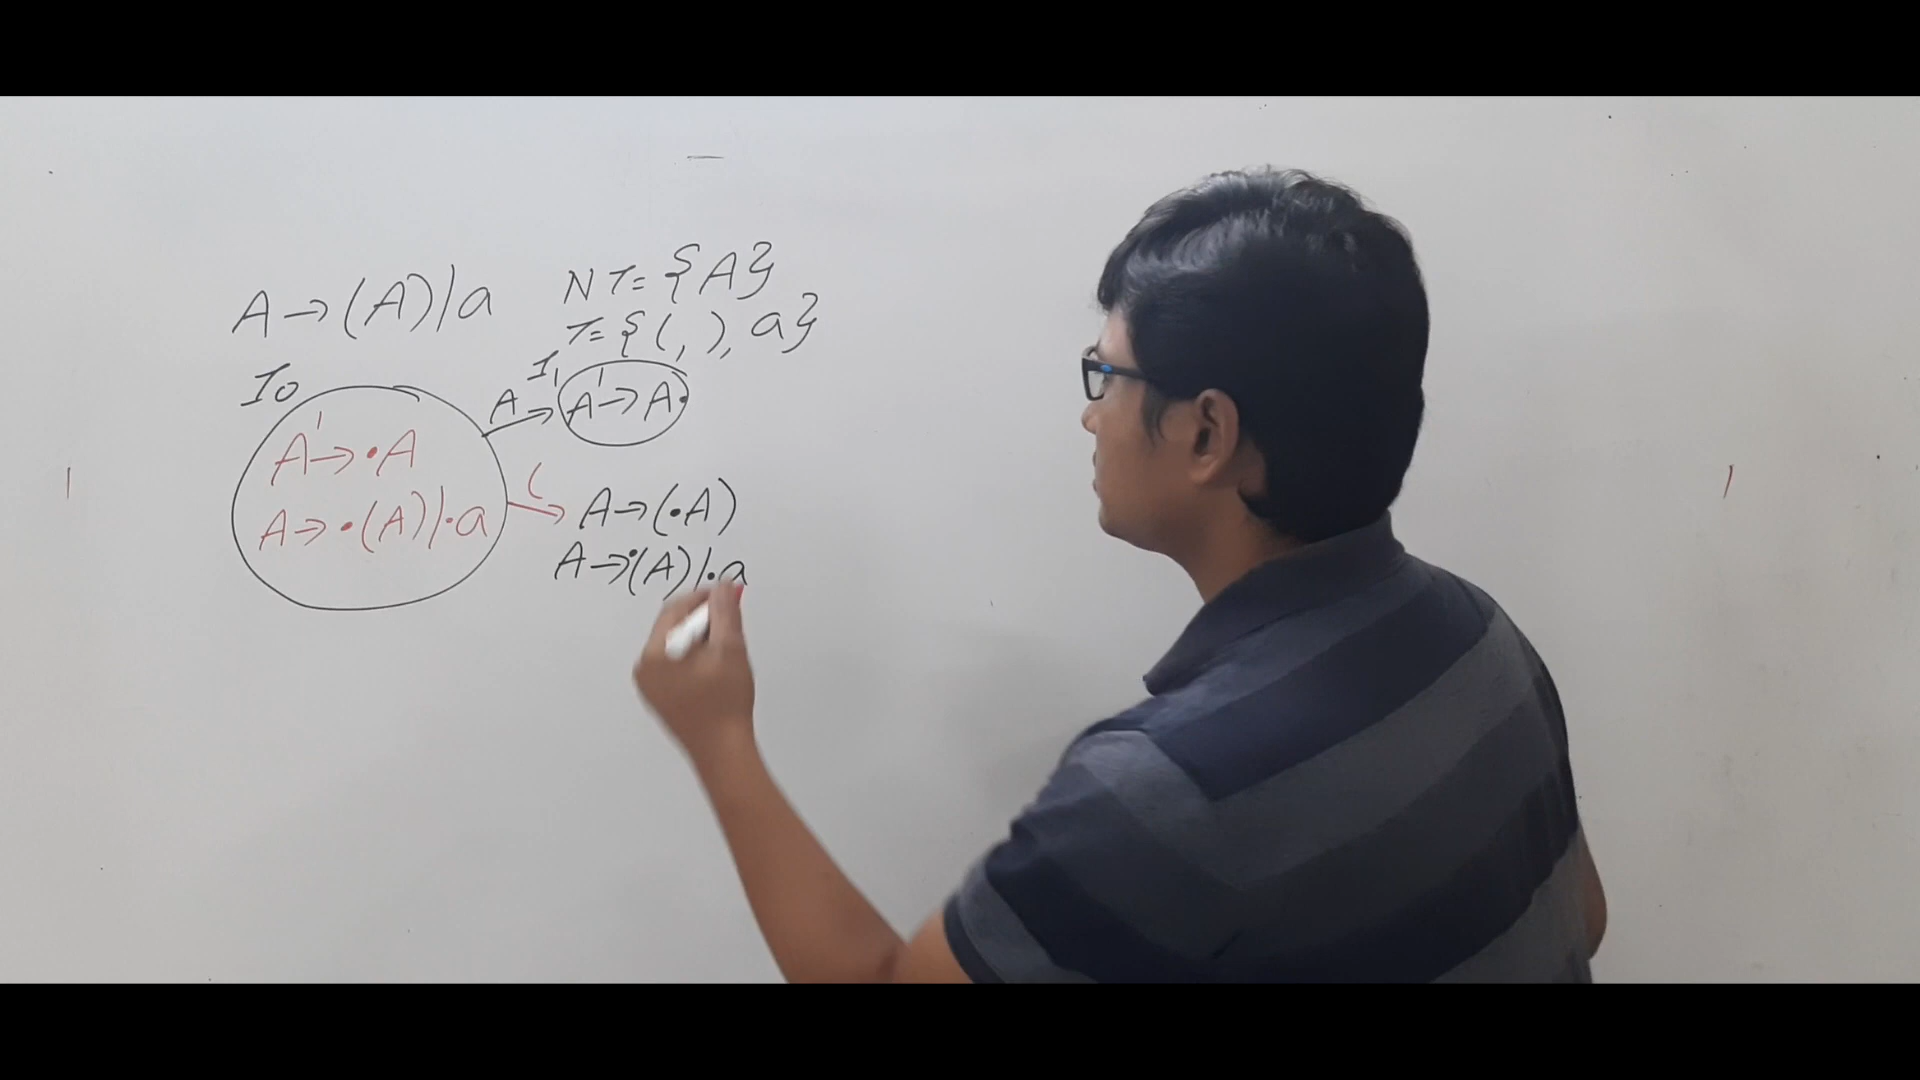 A → (A) | a
NT = {A}
T = {(, ), a}
I0
A' → •A
A → •(A) | •a
A
I1
A' → A•
(
A → (•A)
A → •(A) | •a